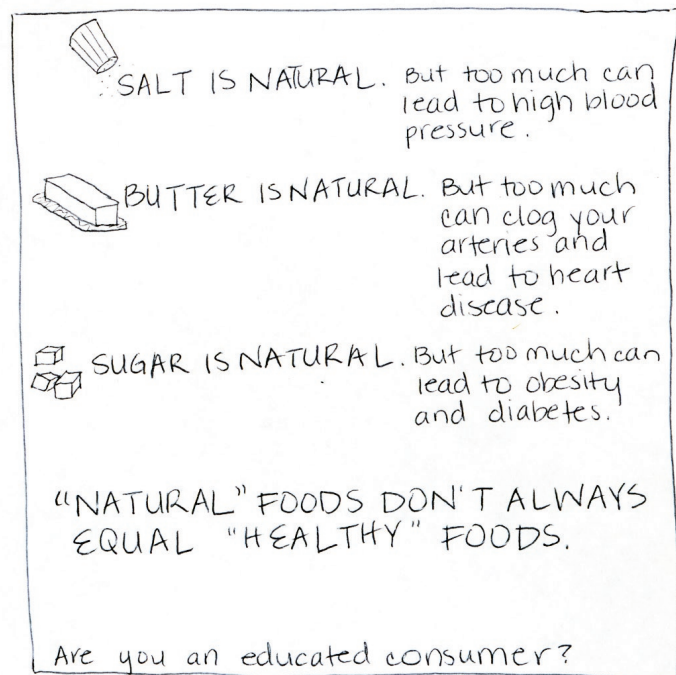 SALT IS NATURAL. But too much can
lead to high blood
pressure.
BUTTER IS NATURAL. But too much
can clog your
arteries and
lead to heart
disease.
SUGAR IS NATURAL. But too much can
lead to obesity
and diabetes.
"NATURAL" FOODS DON'T ALWAYS
EQUAL "HEALTHY" FOODS.
Are you an educated consumer?